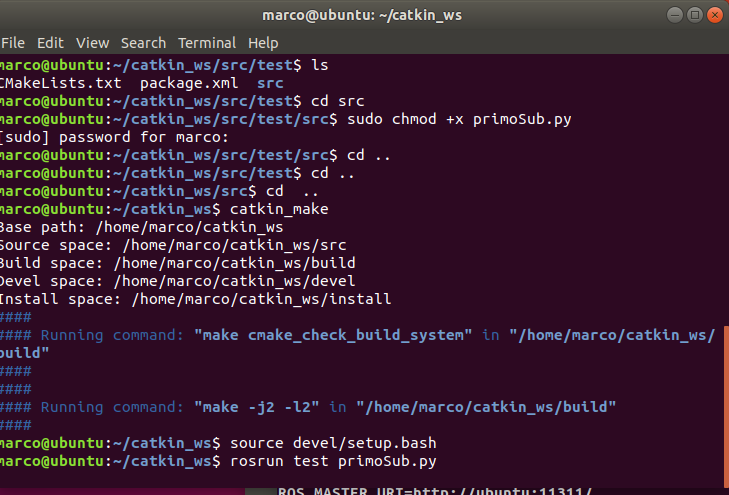 marco@ubuntu: ~/catkin_ws
File Edit View Search Terminal Help
marco@ubuntu:~/catkin_ws/src/test$ ls
CMakeLists.txt package.xml src
marco@ubuntu:~/catkin_ws/src/test$ cd src
marco@ubuntu:~/catkin_ws/src/test/src$ sudo chmod +x primoSub.py
[sudo] password for marco:
marco@ubuntu:~/catkin_ws/src/test/src$ cd ..
marco@ubuntu:~/catkin_ws/src/test$ cd ..
marco@ubuntu:~/catkin_ws/src$ cd  ..
marco@ubuntu:~/catkin_ws$ catkin_make
Base path: /home/marco/catkin_ws
Source space: /home/marco/catkin_ws/src
Build space: /home/marco/catkin_ws/build
Devel space: /home/marco/catkin_ws/devel
Install space: /home/marco/catkin_ws/install
####
#### Running command: "make cmake_check_build_system" in "/home/marco/catkin_ws/
build"
####
####
#### Running command: "make -j2 -l2" in "/home/marco/catkin_ws/build"
####
marco@ubuntu:~/catkin_ws$ source devel/setup.bash
marco@ubuntu:~/catkin_ws$ rosrun test primoSub.py
ROS_MASTER_URI=http://ubuntu:11311/